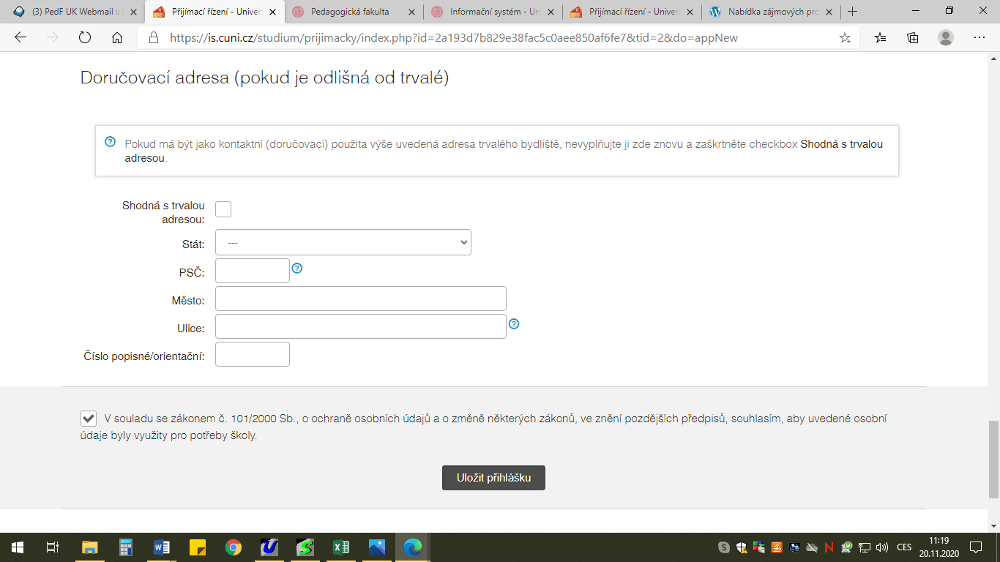 (3) PedF UK Webmail ::
Přijímací řízení - Univer
Pedagogická fakulta
Informační systém - Un
Přijímací řízení - Univer
Nabídka zájmových pro
https://is.cuni.cz/studium/prijimacky/index.php?id=2a193d7b829e38fac5c0aee850af6fe7&tid=2&do=appNew
Doručovací adresa (pokud je odlišná od trvalé)
Pokud má být jako kontaktní (doručovací) použita výše uvedená adresa trvalého bydliště, nevyplňujte ji zde znovu a zaškrtněte checkbox Shodná s trvalou
adresou.
Shodná s trvalou
adresou:
Stát:
---
PSČ:
Město:
Ulice:
Číslo popisné/orientační:
V souladu se zákonem č. 101/2000 Sb., o ochraně osobních údajů a o změně některých zákonů, ve znění pozdějších předpisů, souhlasím, aby uvedené osobní
údaje byly využity pro potřeby školy.
Uložit přihlášku
CES
11:19
20.11.2020